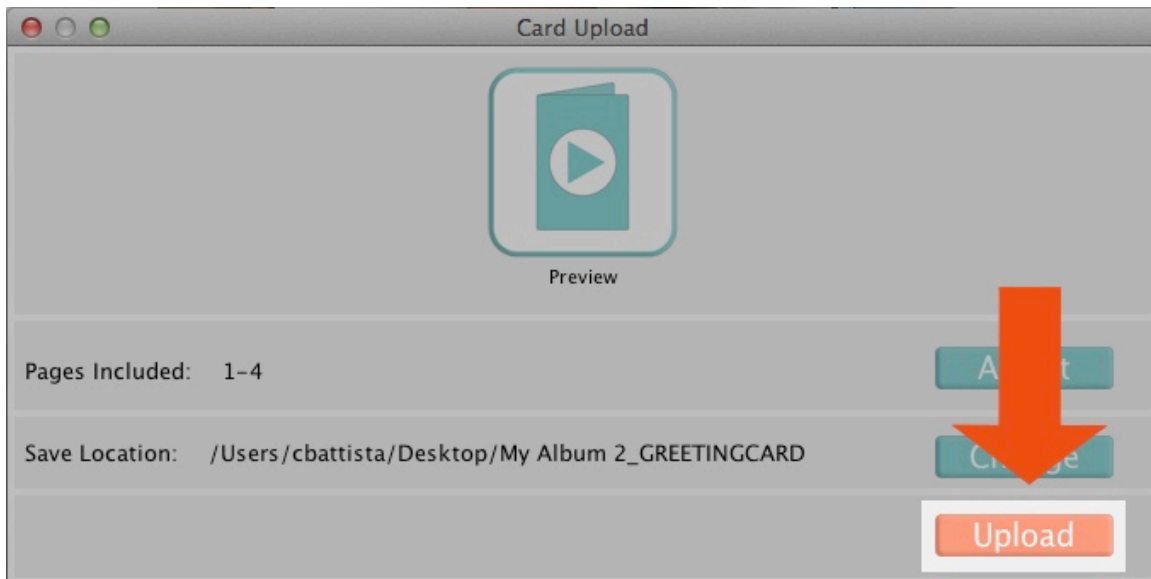 Card Upload
Preview
Pages Included: 1-4
Save Location: /Users/cbattista/Desktop/My Album 2_GREETINGCARD
Upload